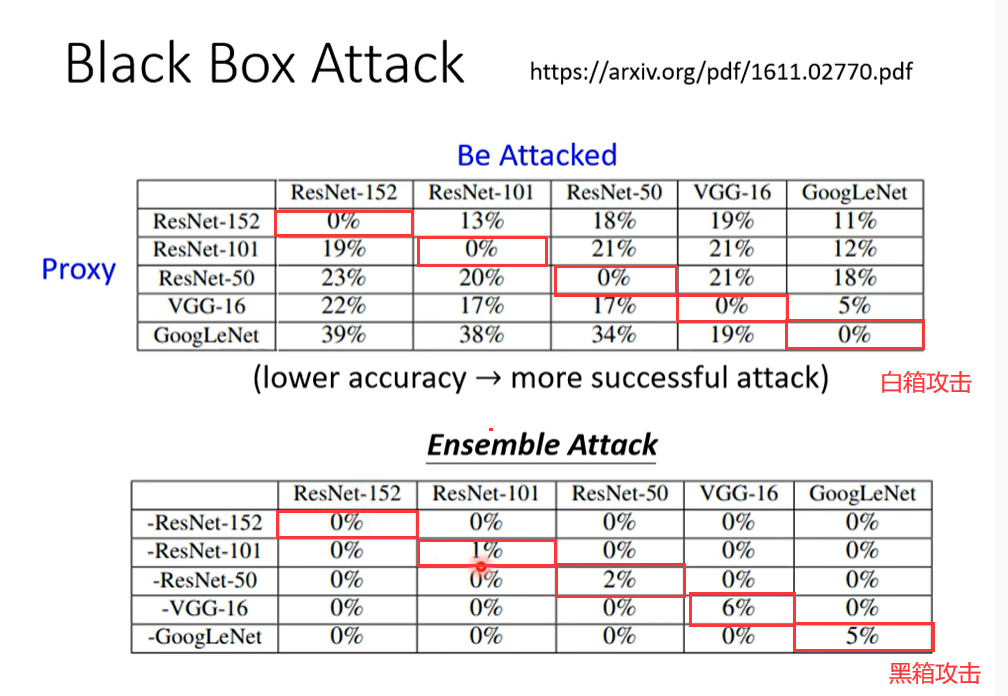 Black Box Attack https://arxiv.org/pdf/1611.02770.pdf
Be Attacked
ResNet-152 ResNet-101 ResNet-50 VGG-16 GoogLeNet
ResNet-152 0% 13% 18% 19% 11%
ResNet-101 19% 0% 21% 21% 12%
Proxy
ResNet-50 23% 20% 0% 21% 18%
VGG-16 22% 17% 17% 0% 5%
GoogLeNet 39% 38% 34% 19% 0%
(lower accuracy → more successful attack)
白箱攻击
Ensemble Attack
ResNet-152 ResNet-101 ResNet-50 VGG-16 GoogLeNet
-ResNet-152 0% 0% 0% 0% 0%
-ResNet-101 0% 1% 0% 0% 0%
-ResNet-50 0% 0% 2% 0% 0%
-VGG-16 0% 0% 0% 6% 0%
-GoogLeNet 0% 0% 0% 0% 5%
黑箱攻击